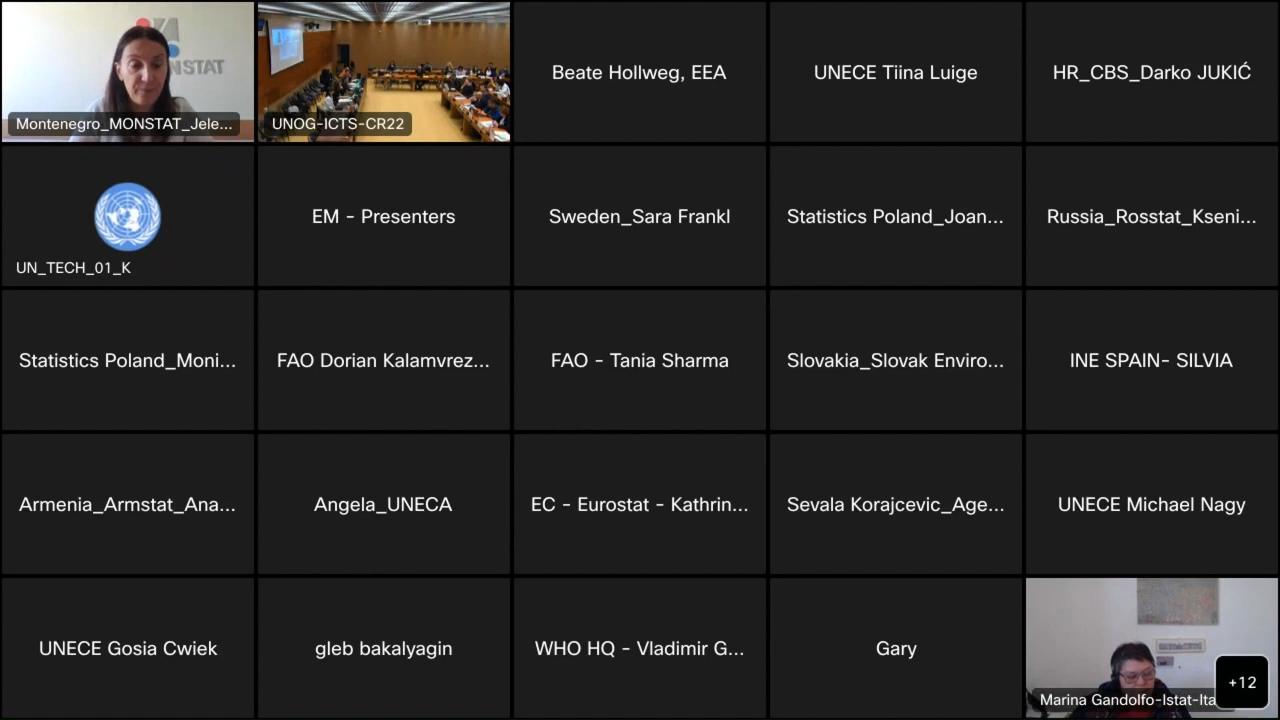 NSTAT
Montenegro_MONSTAT_Jele...
UNOG-ICTS-CR22
Beate Hollweg, EEA
UNECE Tiina Luige
HR_CBS_Darko JUKIĆ
UN_TECH_01_K
EM - Presenters
Sweden_Sara Frankl
Statistics Poland_Joan...
Russia_Rosstat_Kseni...
Statistics Poland_Moni...
FAO Dorian Kalamvrez...
FAO - Tania Sharma
Slovakia_Slovak Enviro...
INE SPAIN- SILVIA
Armenia_Armstat_Ana...
Angela_UNECA
EC - Eurostat - Kathrin...
Sevala Korajcevic_Age...
UNECE Michael Nagy
UNECE Gosia Cwiek
gleb bakalyagin
WHO HQ - Vladimir G...
Gary
Marina Gandolfo-Istat-Ita
+12